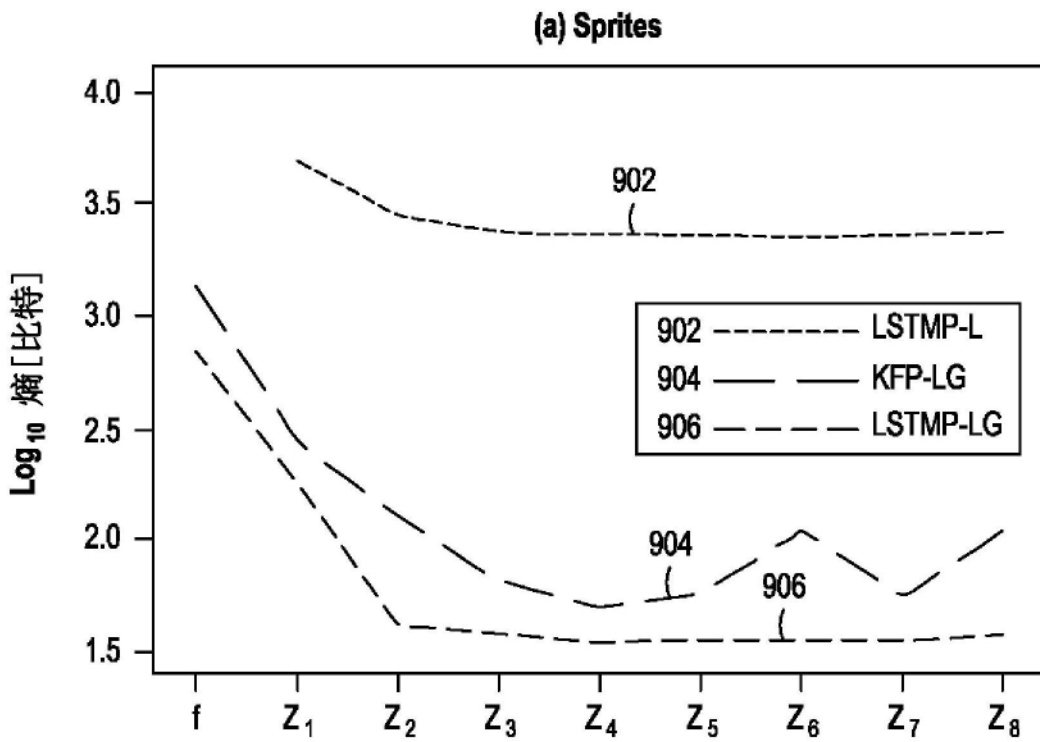 (a) Sprites
Log₁₀ 熵[比特]
4.0
3.5
3.0
2.5
2.0
1.5
902
904
906
902 LSTMP-L
904 KFP-LG
906 LSTMP-LG
f Z₁ Z₂ Z₃ Z₄ Z₅ Z₆ Z₇ Z₈